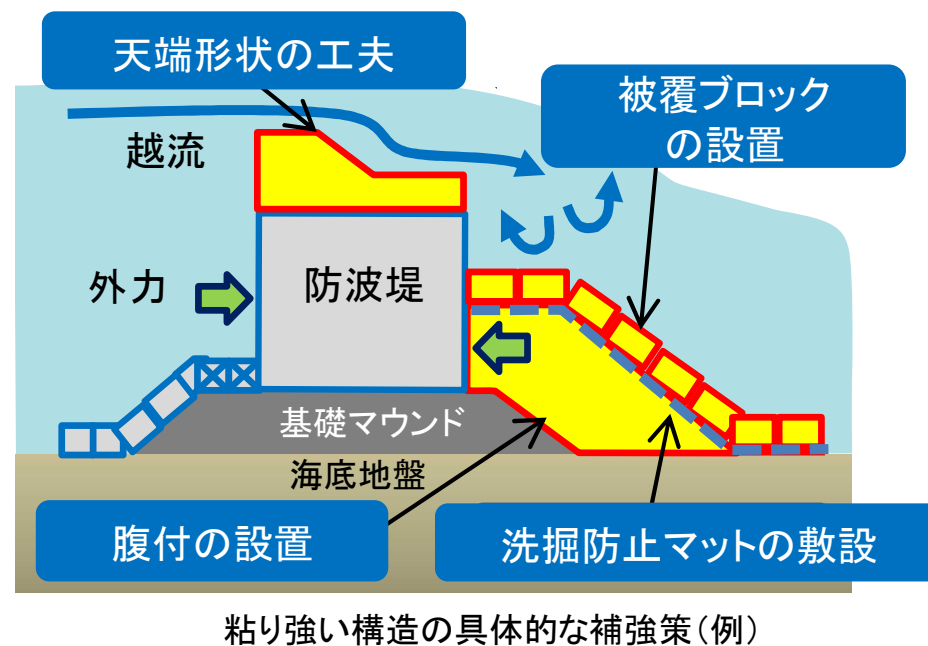 天端形状の工夫
被覆ブロック
の設置
越流
外力
防波堤
基礎マウンド
海底地盤
腹付の設置
洗掘防止マットの敷設
粘り強い構造の具体的な補強策（例）